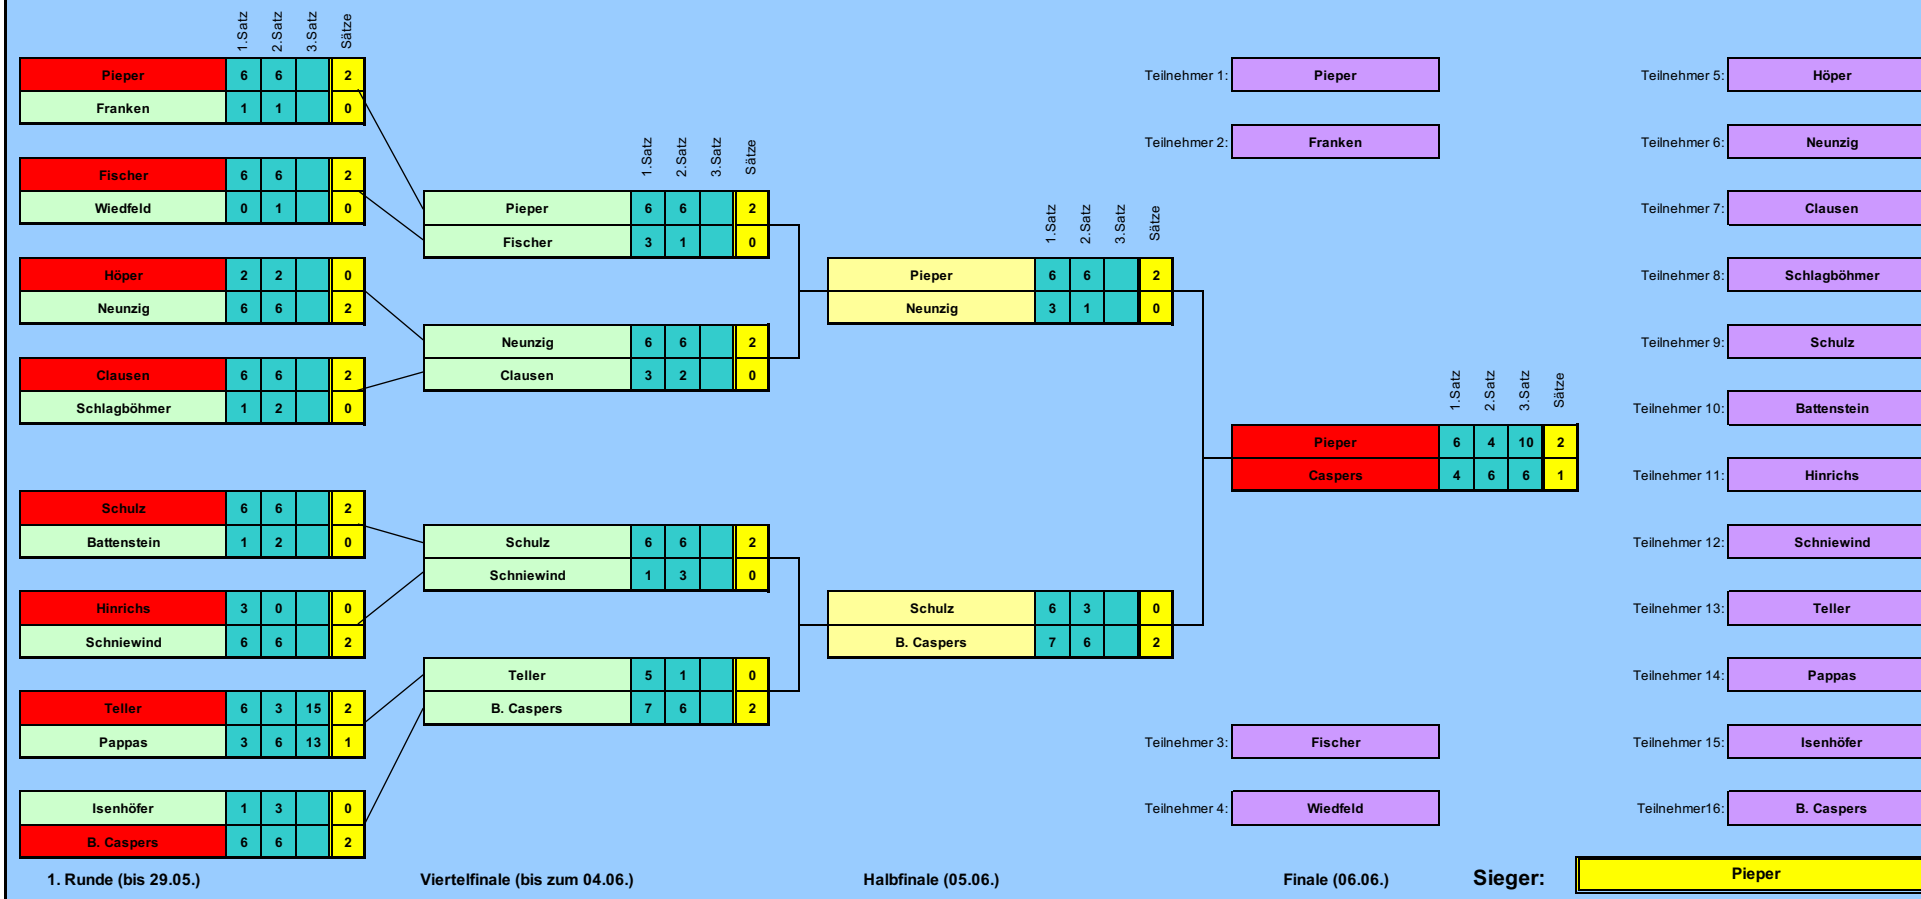 1.Satz 2.Satz 3.Satz Sätze
Pieper 6 6 2
Franken 1 1 0
Fischer 6 6 2
Wiedfeld 0 1 0
Höper 2 2 0
Neunzig 6 6 2
Clausen 6 6 2
Schlagböhmer 1 2 0
Schulz 6 6 2
Battenstein 1 2 0
Hinrichs 3 0 0
Schniewind 6 6 2
Teller 6 3 15 2
Pappas 3 6 13 1
Isenhöfer 1 3 0
B. Caspers 6 6 2
1. Runde (bis 29.05.)
1.Satz 2.Satz 3.Satz Sätze
Pieper 6 6 2
Fischer 3 1 0
Neunzig 6 6 2
Clausen 3 2 0
Schulz 6 6 2
Schniewind 1 3 0
Teller 5 1 0
B. Caspers 7 6 2
Viertelfinale (bis zum 04.06.)
1.Satz 2.Satz 3.Satz Sätze
Pieper 6 6 2
Neunzig 3 1 0
Schulz 6 3 0
B. Caspers 7 6 2
Halbfinale (05.06.)
Teilnehmer 1: Pieper
Teilnehmer 2: Franken
1.Satz 2.Satz 3.Satz Sätze
Pieper 6 4 10 2
Caspers 4 6 6 1
Teilnehmer 3: Fischer
Teilnehmer 4: Wiedfeld
Finale (06.06.)
Teilnehmer 5: Höper
Teilnehmer 6: Neunzig
Teilnehmer 7: Clausen
Teilnehmer 8: Schlagböhmer
Teilnehmer 9: Schulz
Teilnehmer 10: Battenstein
Teilnehmer 11: Hinrichs
Teilnehmer 12: Schniewind
Teilnehmer 13: Teller
Teilnehmer 14: Pappas
Teilnehmer 15: Isenhöfer
Teilnehmer16: B. Caspers
Sieger: Pieper